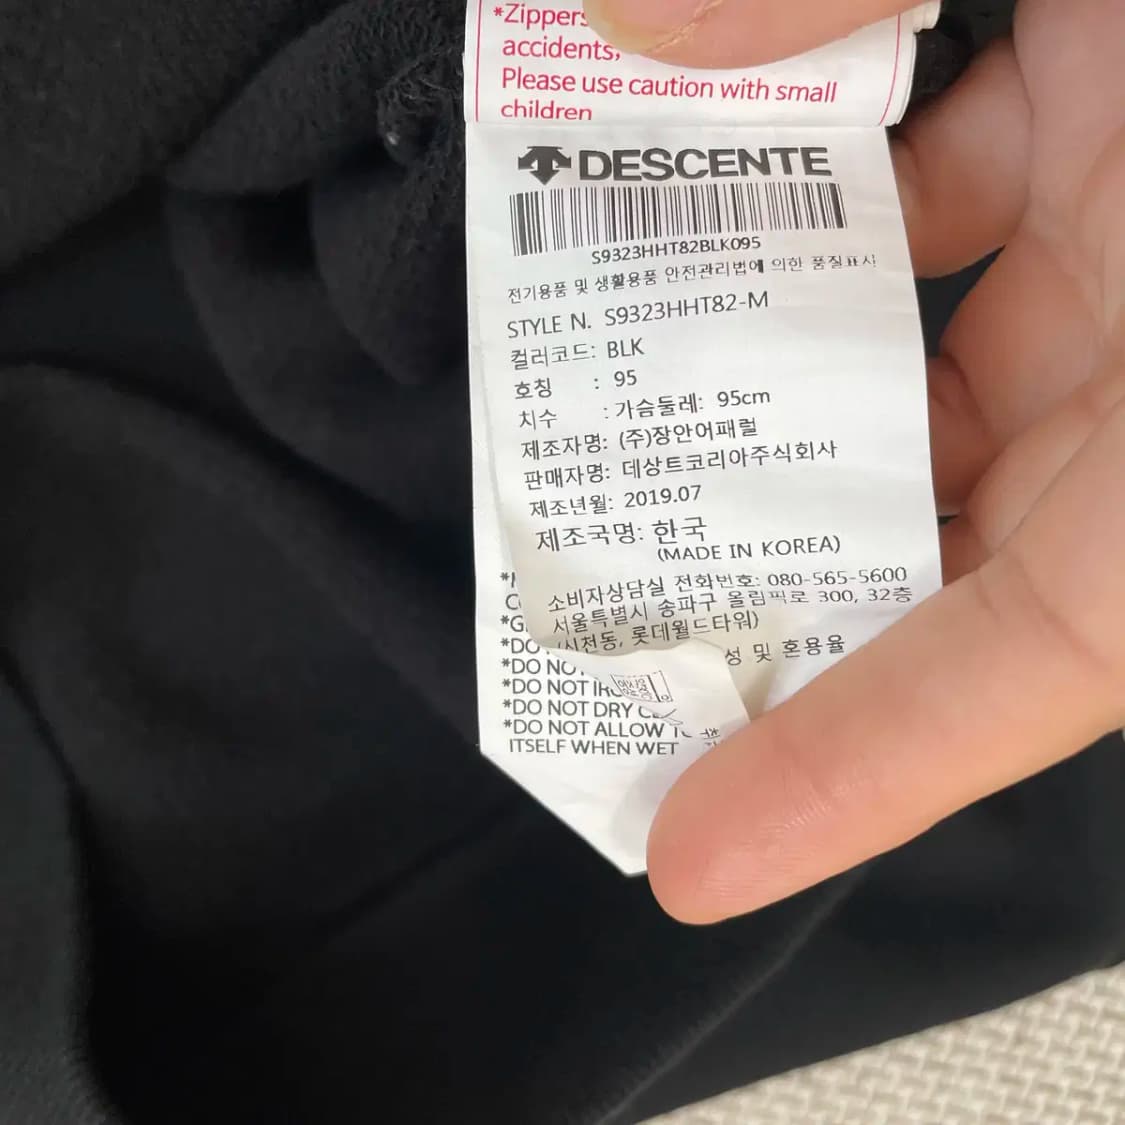 *Zippers
accidents,
Please use caution with small
children
DESCENTE
S9323HHT82BLK095
전기용품 및 생활용품 안전관리법에 의한 품질표시
STYLE N. S9323HHT82-M
컬러코드: BLK
호칭 : 95
치수 : 가슴둘레: 95cm
제조자명: (주)장안어패럴
판매자명: 데상트코리아주식회사
제조년월: 2019.07
제조국명: 한국
(MADE IN KOREA)
소비자상담실 전화번호: 080-565-5600
서울특별시 송파구 올림픽로 300, 32층
(신천동, 롯데월드타워)
및 혼용율
*DO
*DO NOT
*DO NOT
*DO NOT DRY
*DO NOT ALLOW
ITSELF WHEN WET